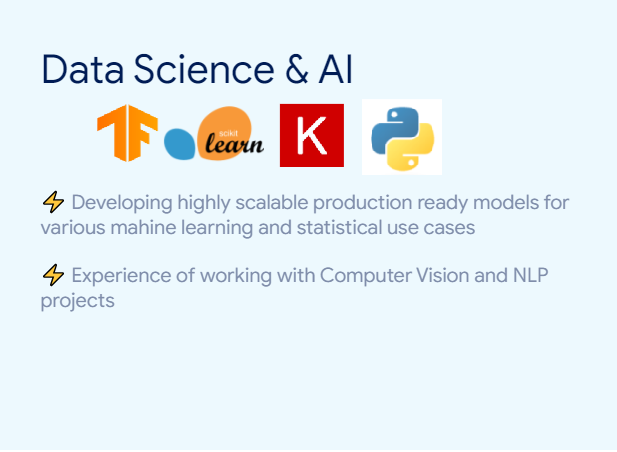 Data Science & AI
TF scikit learn K
⚡ Developing highly scalable production ready models for
various mahine learning and statistical use cases
⚡ Experience of working with Computer Vision and NLP
projects